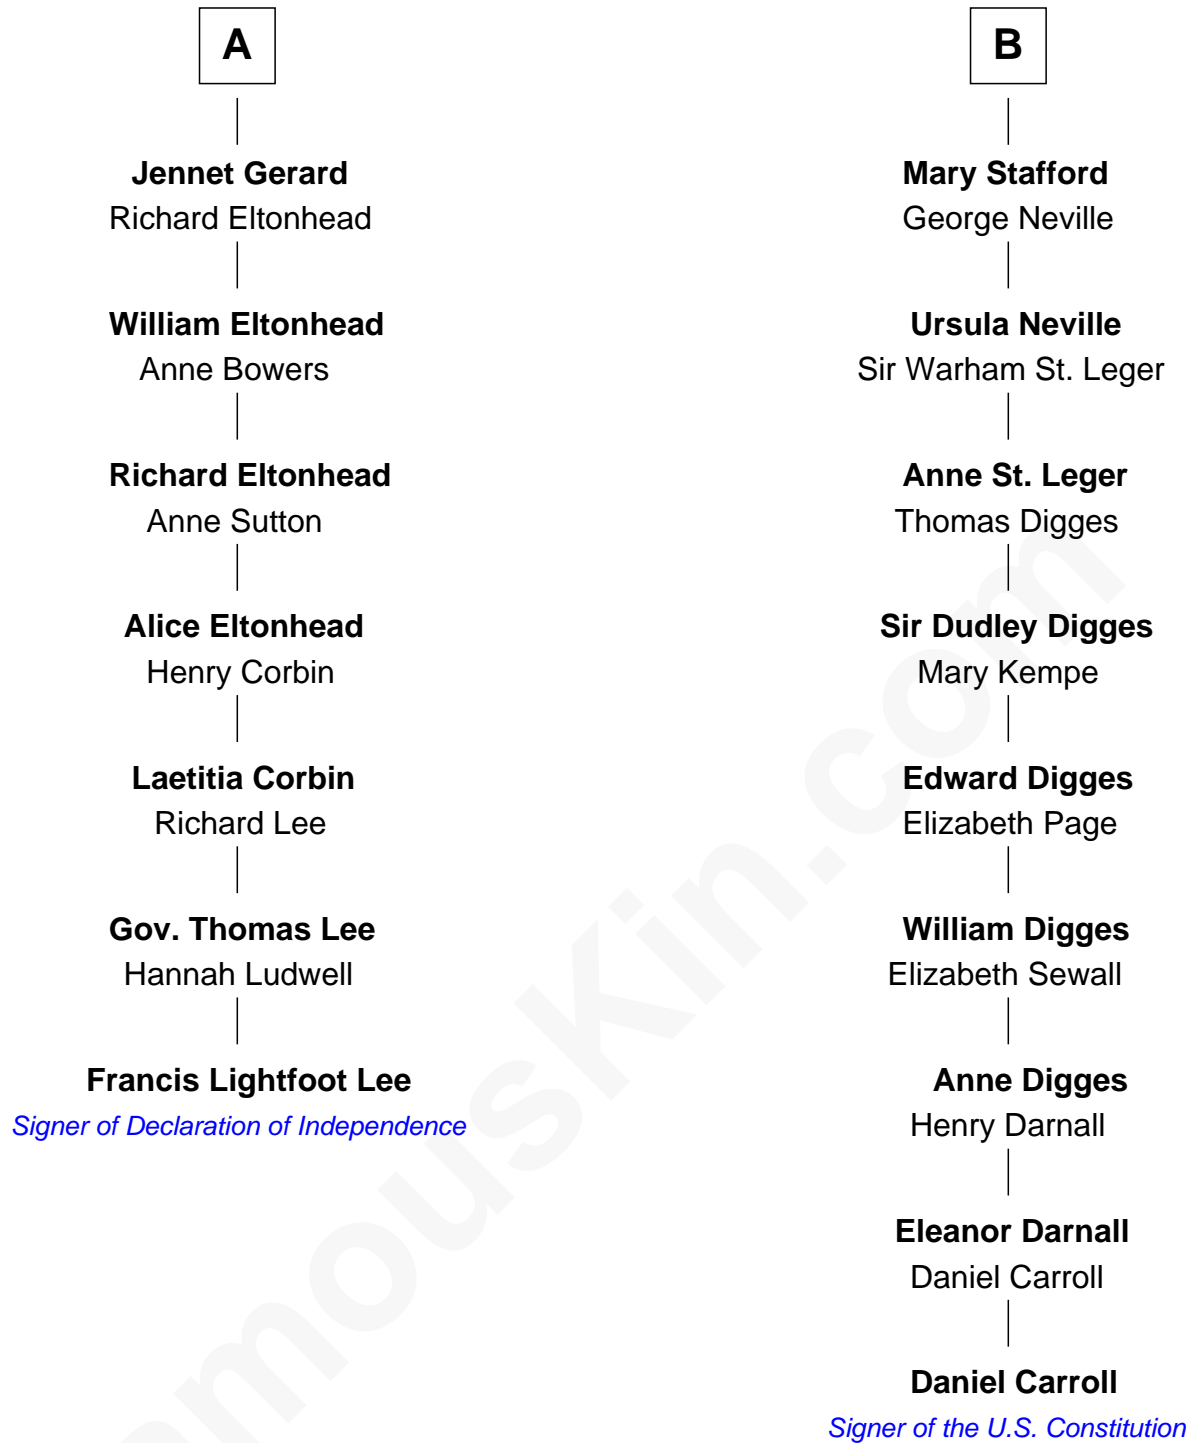 A
Jennet Gerard
Richard Eltonhead
William Eltonhead
Anne Bowers
Richard Eltonhead
Anne Sutton
Alice Eltonhead
Henry Corbin
Laetitia Corbin
Richard Lee
Gov. Thomas Lee
Hannah Ludwell
Francis Lightfoot Lee
Signer of Declaration of Independence
B
Mary Stafford
George Neville
Ursula Neville
Sir Warham St. Leger
Anne St. Leger
Thomas Digges
Sir Dudley Digges
Mary Kempe
Edward Digges
Elizabeth Page
William Digges
Elizabeth Sewall
Anne Digges
Henry Darnall
Eleanor Darnall
Daniel Carroll
Daniel Carroll
Signer of the U.S. Constitution
amouskin.com